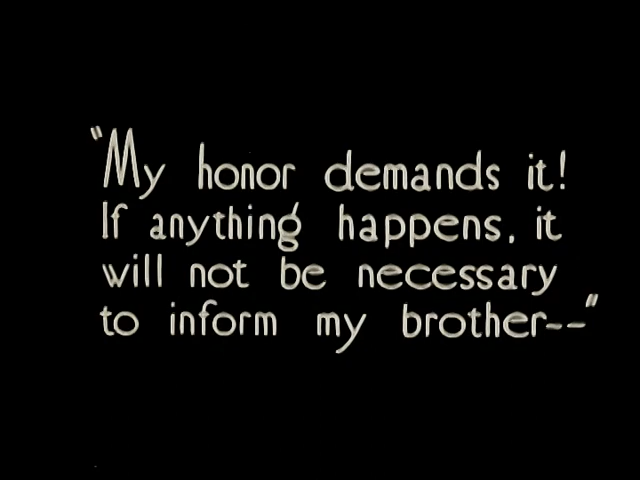 "My honor demands it!
If anything happens, it
will not be necessary
to inform my brother--"